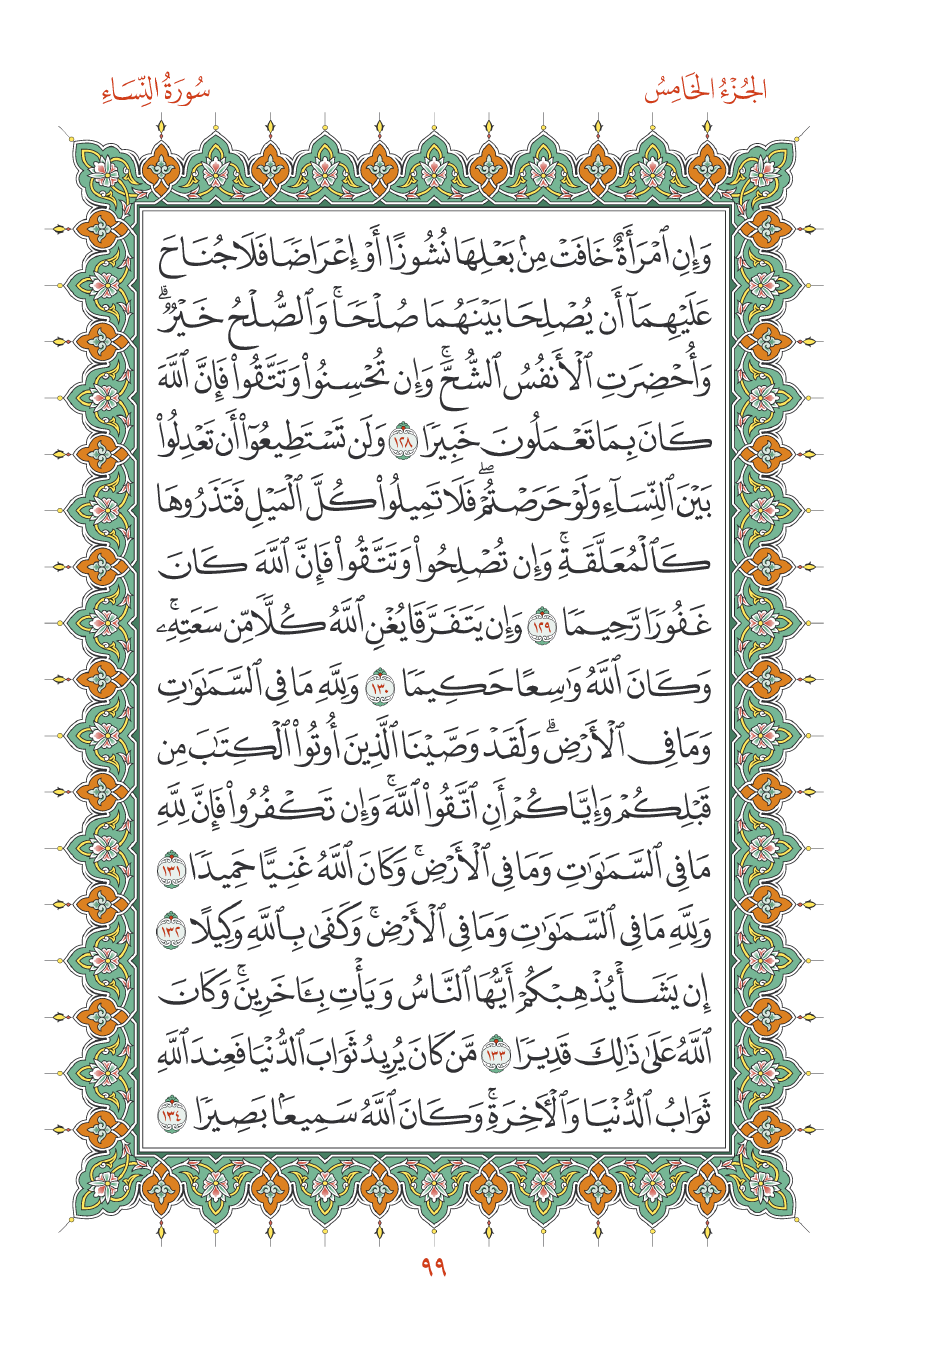 الجُزْءُ الخَامِسُ
سُورَةُ النِّسَاءِ
وَإِنِ ٱمْرَأَةٌ خَافَتْ مِنۢ بَعْلِهَا نُشُوزًا أَوْ إِعْرَاضًا فَلَا جُنَاحَ
عَلَيْهِمَآ أَن يُصْلِحَا بَيْنَهُمَا صُلْحًاۚ وَٱلصُّلْحُ خَيْرٌۗ
وَأُحْضِرَتِ ٱلْأَنفُسُ ٱلشُّحَّۚ وَإِن تُحْسِنُوا۟ وَتَتَّقُوا۟ فَإِنَّ ٱللَّهَ
كَانَ بِمَا تَعْمَلُونَ خَبِيرًا ١٢٨ وَلَن تَسْتَطِيعُوٓا۟ أَن تَعْدِلُوا۟
بَيْنَ ٱلنِّسَآءِ وَلَوْ حَرَصْتُمْۖ فَلَا تَمِيلُوا۟ كُلَّ ٱلْمَيْلِ فَتَذَرُوهَا
كَٱلْمُعَلَّقَةِۚ وَإِن تُصْلِحُوا۟ وَتَتَّقُوا۟ فَإِنَّ ٱللَّهَ كَانَ
غَفُورًا رَّحِيمًا ١٢٩ وَإِن يَتَفَرَّقَا يُغْنِ ٱللَّهُ كُلًّا مِّن سَعَتِهِۦۚ
وَكَانَ ٱللَّهُ وَٰسِعًا حَكِيمًا ١٣٠ وَلِلَّهِ مَا فِى ٱلسَّمَٰوَٰتِ
وَمَا فِى ٱلْأَرْضِۗ وَلَقَدْ وَصَّيْنَا ٱلَّذِينَ أُوتُوا۟ ٱلْكِتَٰبَ مِن
قَبْلِكُمْ وَإِيَّاكُمْ أَنِ ٱتَّقُوا۟ ٱللَّهَۚ وَإِن تَكْفُرُوا۟ فَإِنَّ لِلَّهِ
مَا فِى ٱلسَّمَٰوَٰتِ وَمَا فِى ٱلْأَرْضِۚ وَكَانَ ٱللَّهُ غَنِيًّا حَمِيدًا ١٣١
وَلِلَّهِ مَا فِى ٱلسَّمَٰوَٰتِ وَمَا فِى ٱلْأَرْضِۚ وَكَفَىٰ بِٱللَّهِ وَكِيلًا ١٣٢
إِن يَشَأْ يُذْهِبْكُمْ أَيُّهَا ٱلنَّاسُ وَيَأْتِ بِـَٔاخَرِينَۚ وَكَانَ
ٱللَّهُ عَلَىٰ ذَٰلِكَ قَدِيرًا ١٣٣ مَّن كَانَ يُرِيدُ ثَوَابَ ٱلدُّنْيَا فَعِندَ ٱللَّهِ
ثَوَابُ ٱلدُّنْيَا وَٱلْـَٔاخِرَةِۚ وَكَانَ ٱللَّهُ سَمِيعًۢا بَصِيرًا ١٣٤
٩٩